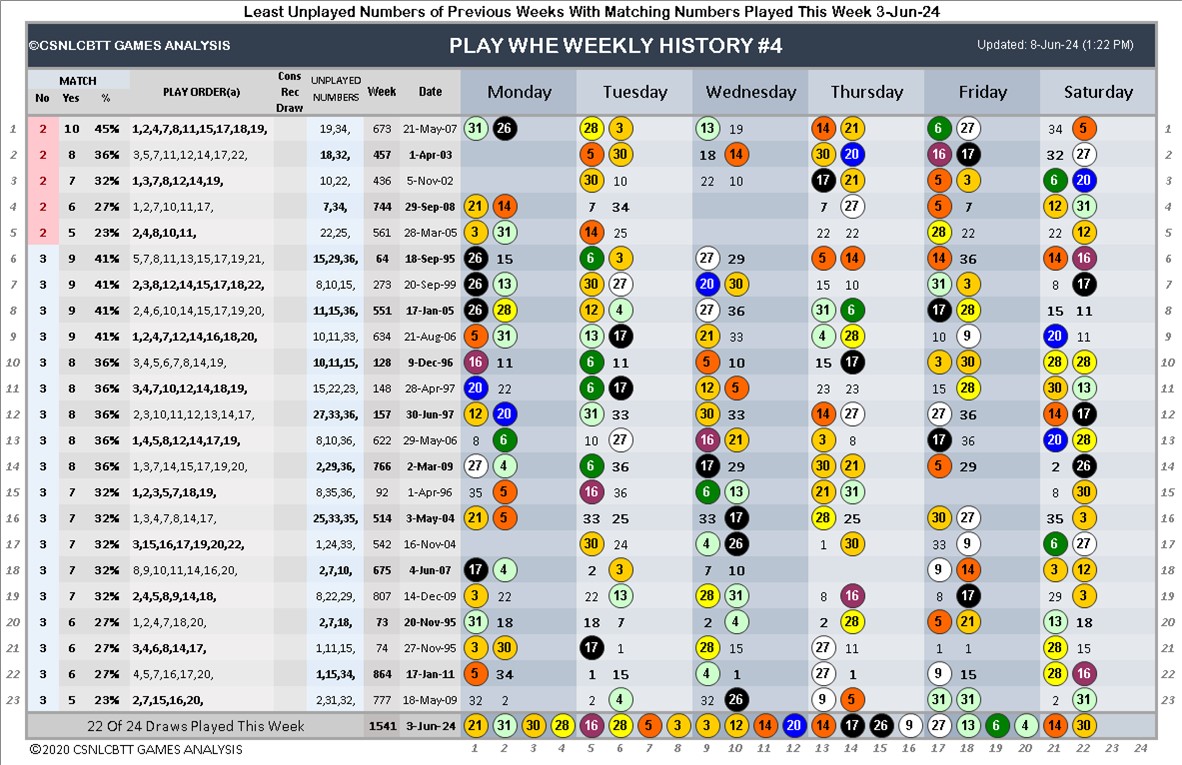 Least Unplayed Numbers of Previous Weeks With Matching Numbers Played This Week 3-Jun-24
©CSNLCBTT GAMES ANALYSIS PLAY WHE WEEKLY HISTORY #4 Updated: 8-Jun-24 (1:22 PM)
MATCH PLAY ORDER(a) Cons Rec Draw UNPLAYED NUMBERS Week Date Monday Tuesday Wednesday Thursday Friday Saturday
No Yes %
1 2 10 45% 1,2,4,7,8,11,15,17,18,19, 19,34, 673 21-May-07 31 26 28 3 13 19 14 21 6 27 34 5 1
2 2 8 36% 3,5,7,11,12,14,17,22, 18,32, 457 1-Apr-03 5 30 18 14 30 20 16 17 32 27 2
3 2 7 32% 1,3,7,8,12,14,19, 10,22, 436 5-Nov-02 30 10 22 10 17 21 5 3 6 20 3
4 2 6 27% 1,2,7,10,11,17, 7,34, 744 29-Sep-08 21 14 7 34 7 27 5 7 12 31 4
5 2 5 23% 2,4,8,10,11, 22,25, 561 28-Mar-05 3 31 14 25 22 22 28 22 22 12 5
6 3 9 41% 5,7,8,11,13,15,17,19,21, 15,29,36, 64 18-Sep-95 26 15 6 3 27 29 5 14 14 36 14 16 6
7 3 9 41% 2,3,8,12,14,15,17,18,22, 8,10,15, 273 20-Sep-99 26 13 30 27 20 30 15 10 31 3 8 17 7
8 3 9 41% 2,4,6,10,14,15,17,19,20, 11,15,36, 551 17-Jan-05 26 28 12 4 27 36 31 6 17 28 15 11 8
9 3 9 41% 1,2,4,7,12,14,16,18,20, 10,11,33, 634 21-Aug-06 5 31 13 17 21 33 4 28 10 9 20 11 9
10 3 8 36% 3,4,5,6,7,8,14,19, 10,11,15, 128 9-Dec-96 16 11 6 11 5 10 15 17 3 30 28 28 10
11 3 8 36% 3,4,7,10,12,14,18,19, 15,22,23, 148 28-Apr-97 20 22 6 17 12 5 23 23 15 28 30 13 11
12 3 8 36% 2,3,10,11,12,13,14,17, 27,33,36, 157 30-Jun-97 12 20 31 33 30 33 14 27 27 36 14 17 12
13 3 8 36% 1,4,5,8,12,14,17,19, 8,10,36, 622 29-May-06 8 6 10 27 16 21 3 8 17 36 20 28 13
14 3 8 36% 1,3,7,14,15,17,19,20, 2,29,36, 766 2-Mar-09 27 4 6 36 17 29 30 21 5 29 2 26 14
15 3 7 32% 1,2,3,5,7,18,19, 8,35,36, 92 1-Apr-96 35 5 16 36 6 13 21 31 8 30 15
16 3 7 32% 1,3,4,7,8,14,17, 25,33,35, 514 3-May-04 21 5 33 25 33 17 28 25 30 27 35 3 16
17 3 7 32% 3,15,16,17,19,20,22, 1,24,33 542 16-Nov-04 30 24 4 26 1 30 33 9 6 27 17
18 3 7 32% 8,9,10,11,14,16,20, 2,7,10, 675 4-Jun-07 17 4 2 3 7 10 9 14 3 12 18
19 3 7 32% 2,4,5,8,9,14,18, 8,22,29, 807 14-Dec-09 3 22 22 13 28 31 8 16 8 17 29 3 19
20 3 6 27% 1,2,4,7,18,20, 2,7,18, 73 20-Nov-95 31 18 18 7 2 4 2 28 5 21 13 18 20
21 3 6 27% 3,4,6,8,14,17, 1,11,15, 74 27-Nov-95 3 30 17 1 28 15 27 11 1 1 28 15 21
22 3 6 27% 4,5,7,16,17,20, 1,15,34, 864 17-Jan-11 5 34 1 15 4 1 27 1 9 15 28 16 22
23 3 5 23% 2,7,15,16,20, 2,31,32, 777 18-May-09 32 2 2 4 32 26 9 5 31 31 2 31 23
22 Of 24 Draws Played This Week 1541 3-Jun-24 21 31 30 28 16 28 5 3 3 12 14 20 14 17 26 9 27 13 6 4 14 30
©2020 CSNLCBTT GAMES ANALYSIS 1 2 3 4 5 6 7 8 9 10 11 12 13 14 15 16 17 18 19 20 21 22 23 24